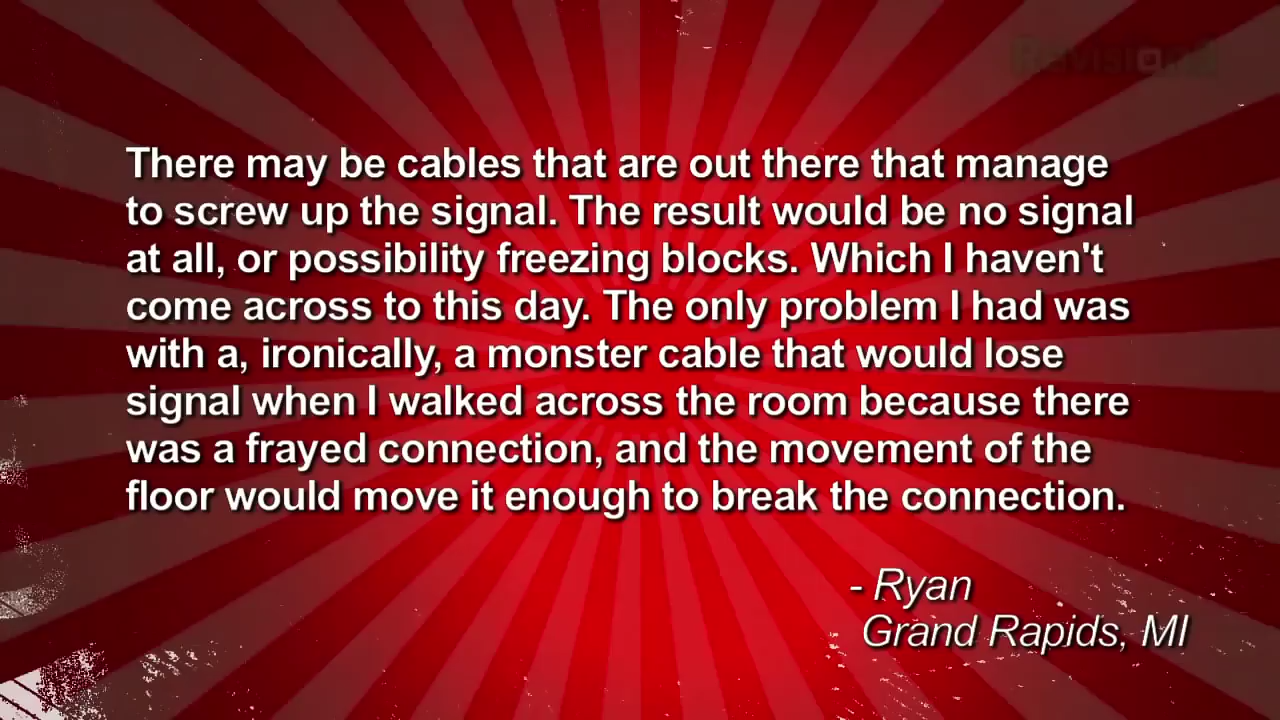 Revision3
There may be cables that are out there that manage
to screw up the signal. The result would be no signal
at all, or possibility freezing blocks. Which I haven't
come across to this day. The only problem I had was
with a, ironically, a monster cable that would lose
signal when I walked across the room because there
was a frayed connection, and the movement of the
floor would move it enough to break the connection.
- Ryan
Grand Rapids, MI